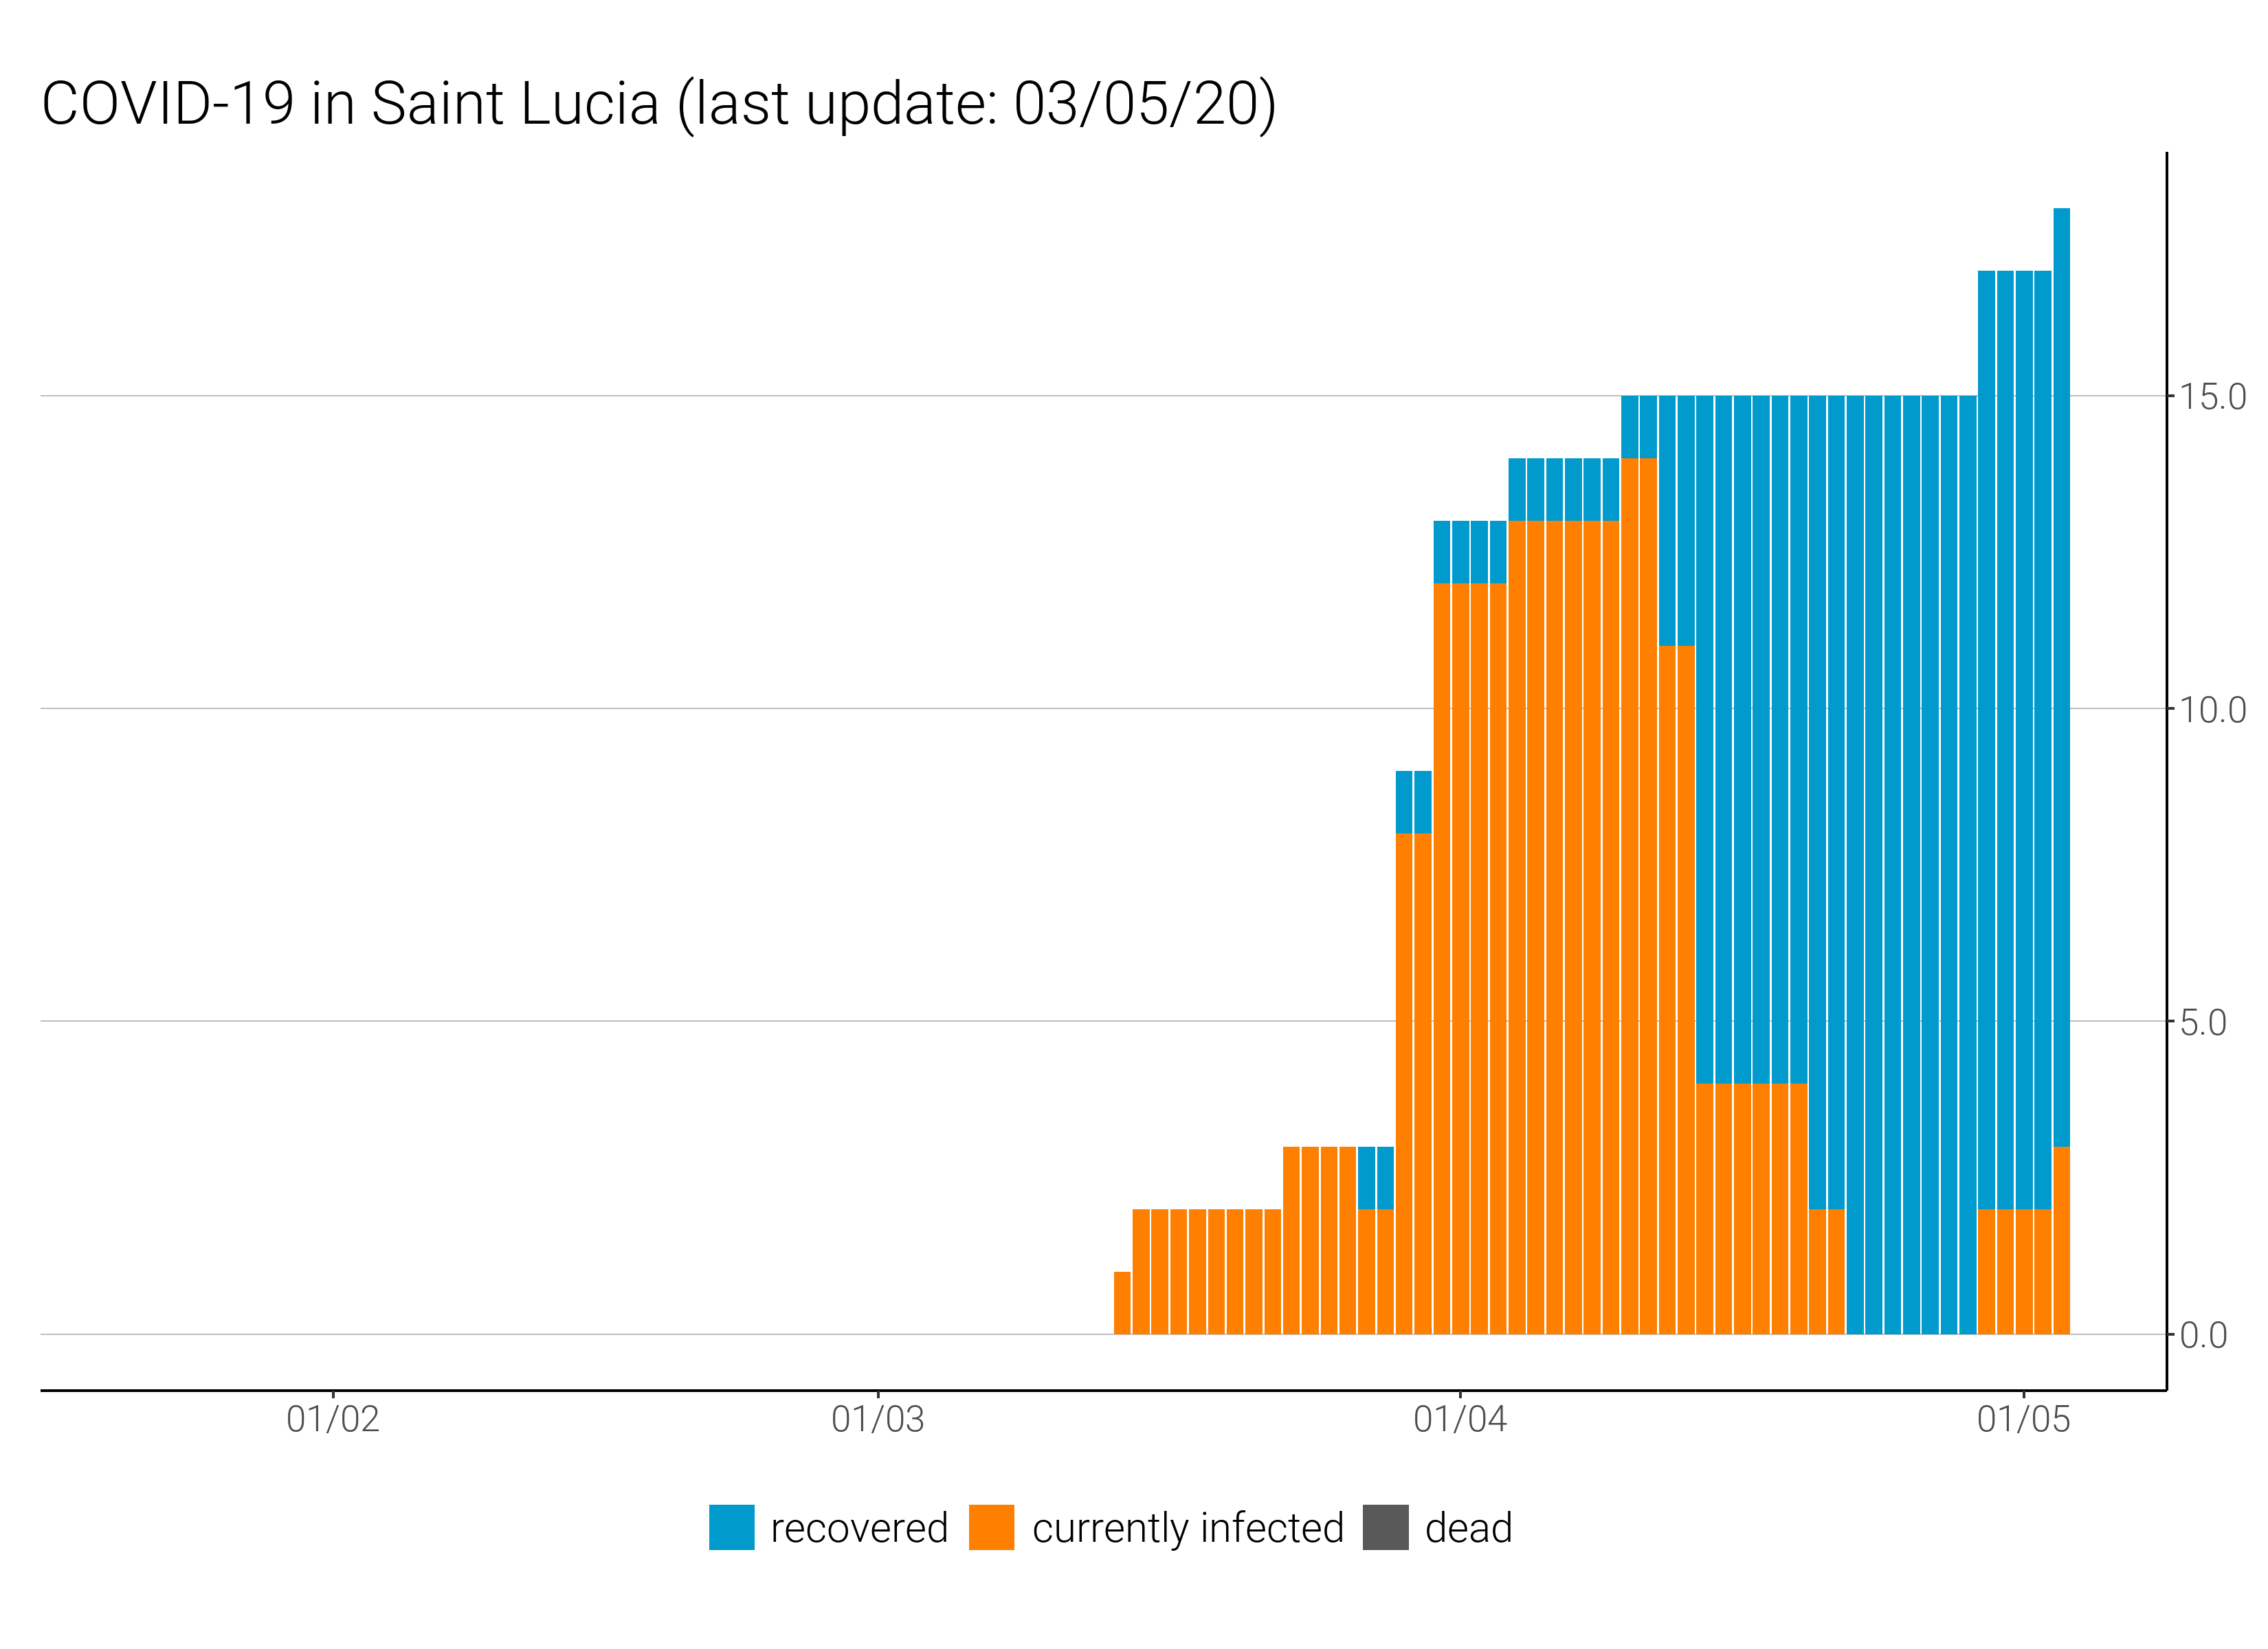 COVID-19 in Saint Lucia (last update: 03/05/20)
15.0
10.0
5.0
0.0
01/02 01/03 01/04 01/05
recovered currently infected dead